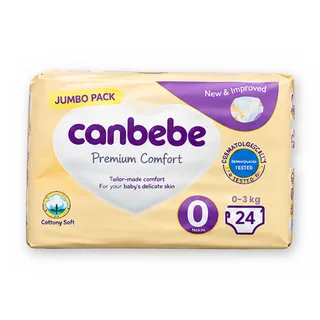 JUMBO PACK
New & Improved
canbebe
Premium Comfort
Tailor-made comfort
For your baby's delicate skin
DERMATOLOGICALLY
TESTED
TESTED
Cottony Soft
0
0-3 kg
24